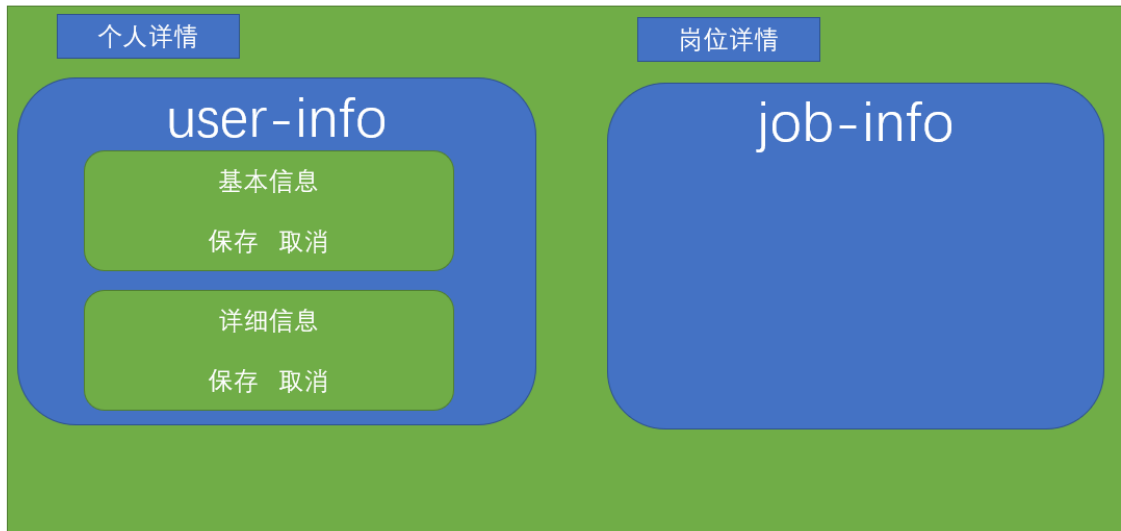 个人详情
user-info
基本信息
保存 取消
详细信息
保存 取消
岗位详情
job-info